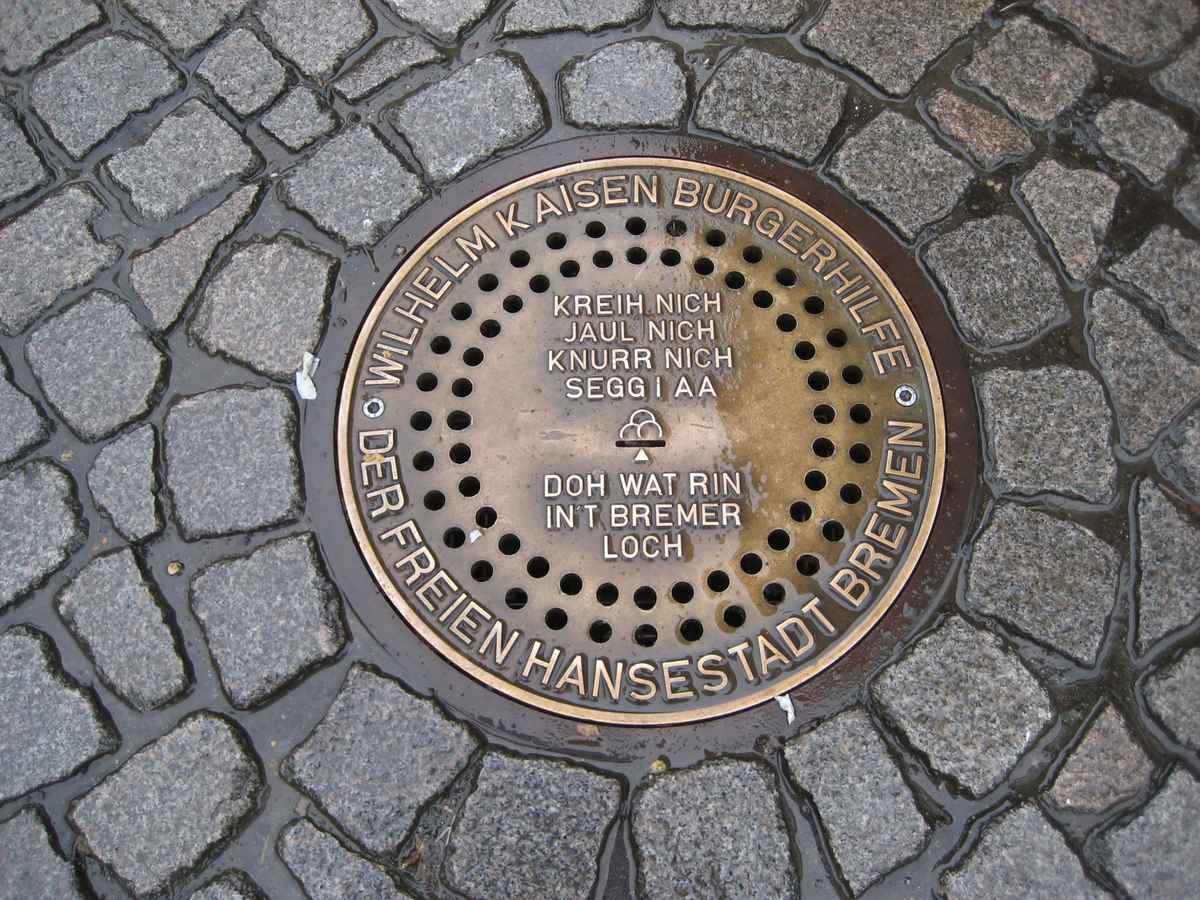 WILHELM KAISEN BURGERHILFE
KREIH NICH
JAUL NICH
KNURR NICH
SEGG I AA
DOH WAT RIN
IN'T BREMER
LOCH
DER FREIEN HANSESTADT BREMEN